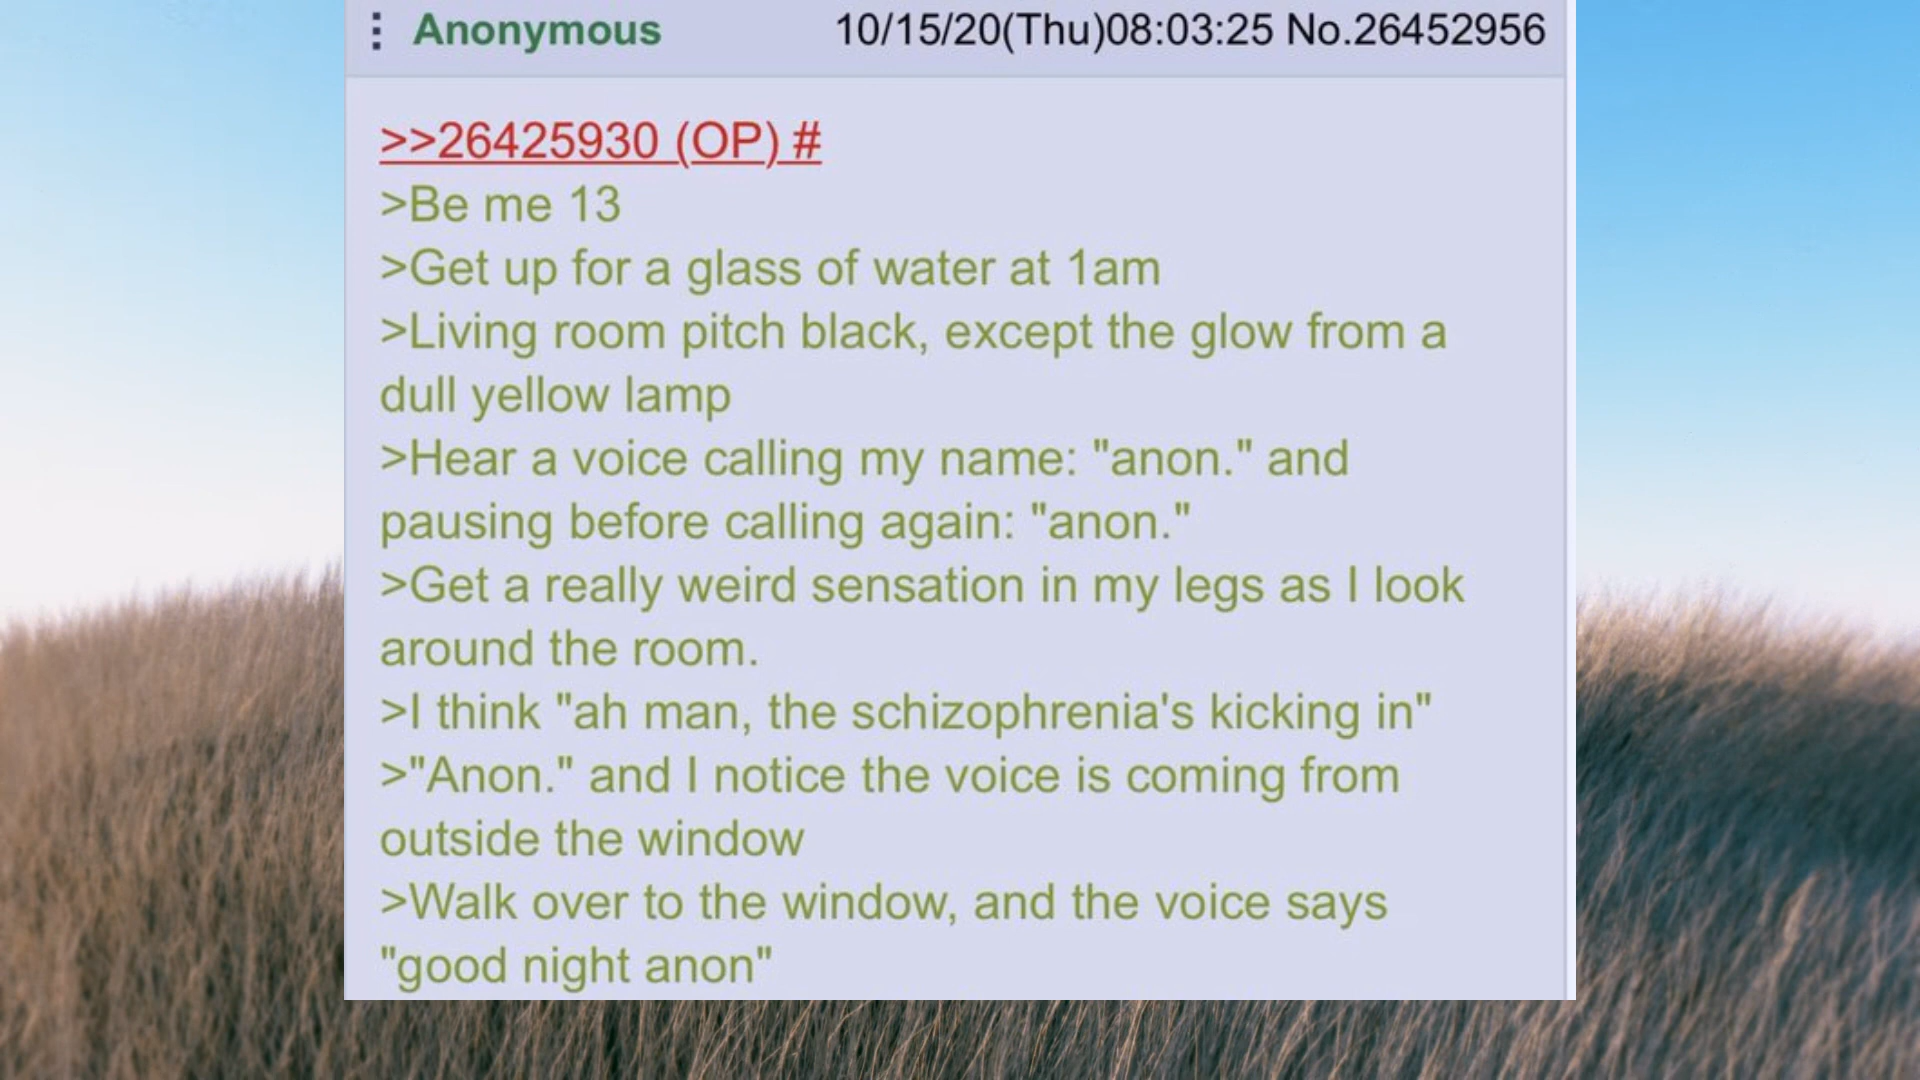 Anonymous 10/15/20(Thu)08:03:25 No.26452956
>>26425930 (OP) #
>Be me 13
>Get up for a glass of water at 1am
>Living room pitch black, except the glow from a
dull yellow lamp
>Hear a voice calling my name: "anon." and
pausing before calling again: "anon."
>Get a really weird sensation in my legs as I look
around the room.
>I think "ah man, the schizophrenia's kicking in"
>"Anon." and I notice the voice is coming from
outside the window
>Walk over to the window, and the voice says
"good night anon"